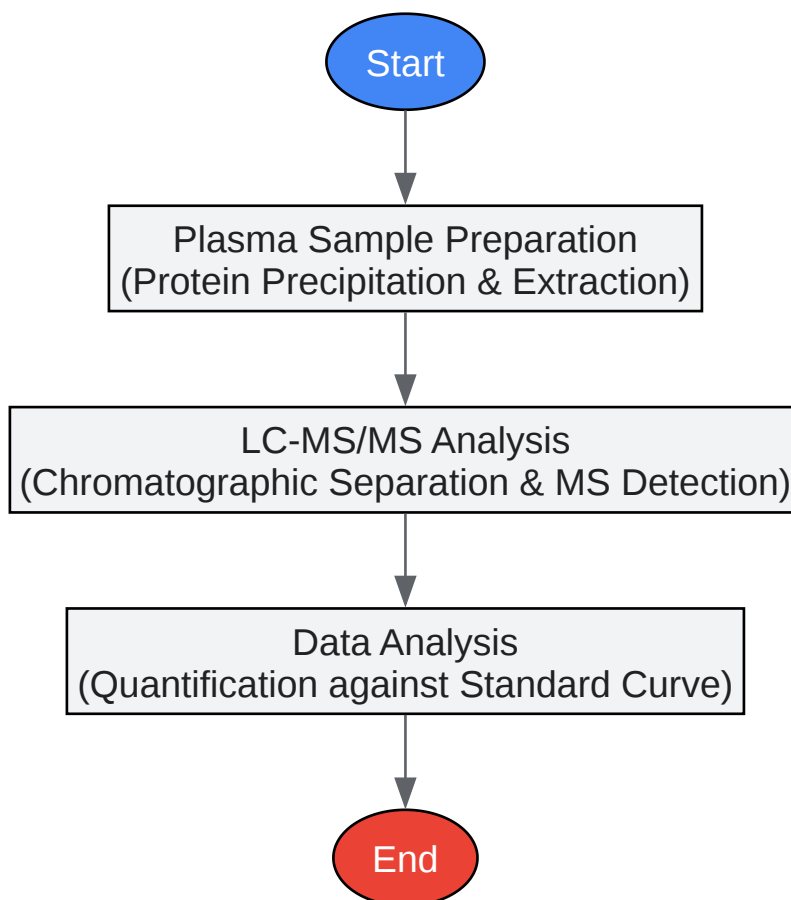 Start
Plasma Sample Preparation
(Protein Precipitation & Extraction)
LC-MS/MS Analysis
(Chromatographic Separation & MS Detection)
Data Analysis
(Quantification against Standard Curve)
End